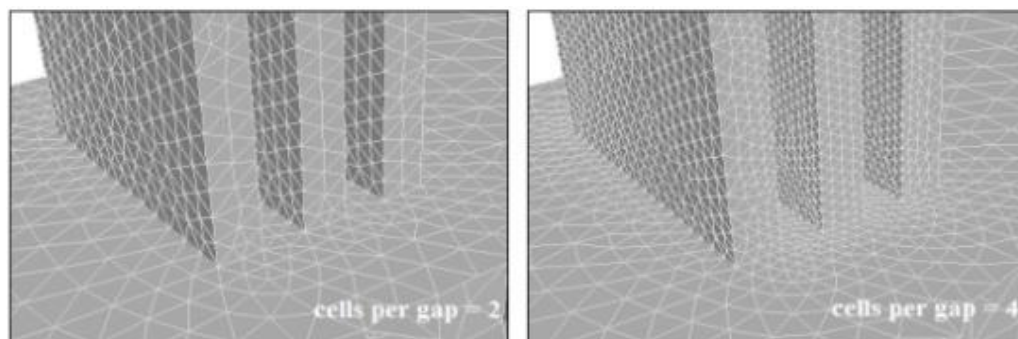 cells per gap = 2
cells per gap = 4